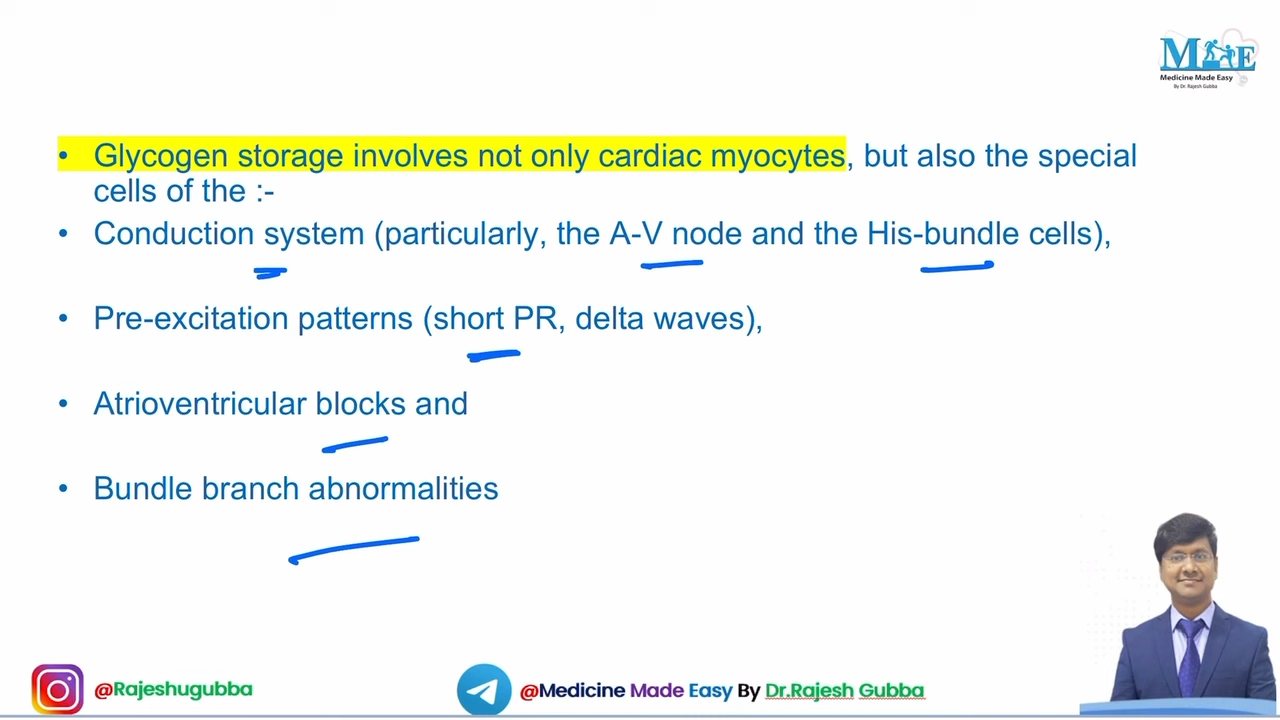 M E
Medicine Made Easy
By Dr. Rajesh Gubba
• Glycogen storage involves not only cardiac myocytes, but also the special
cells of the :-
• Conduction system (particularly, the A-V node and the His-bundle cells),
• Pre-excitation patterns (short PR, delta waves),
• Atrioventricular blocks and
• Bundle branch abnormalities
@Rajeshugubba
@Medicine Made Easy By Dr.Rajesh Gubba